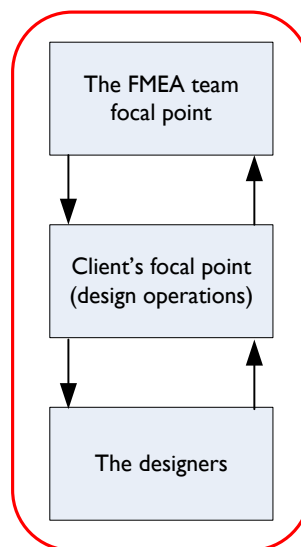 The FMEA team
focal point
Client’s focal point
(design operations)
The designers